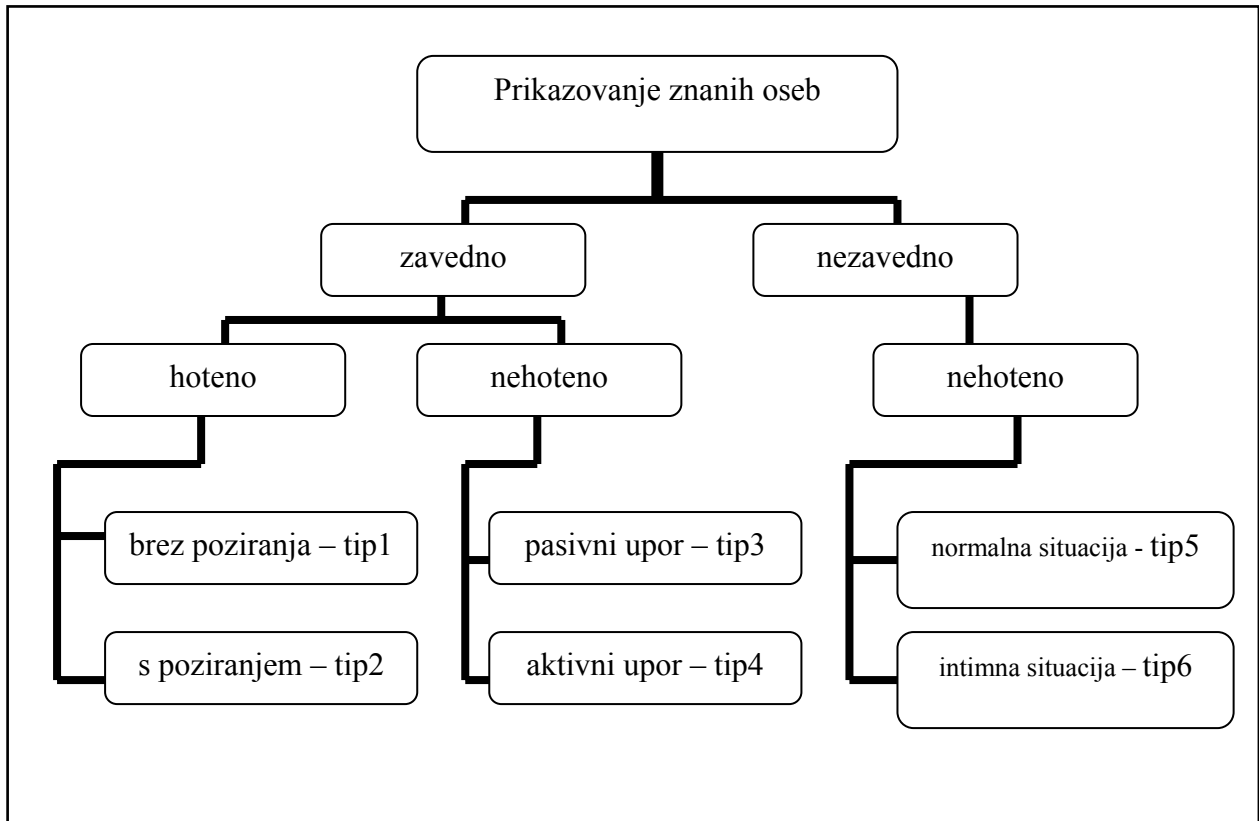 Prikazovanje znanih oseb
zavedno
nezavedno
hoteno
nehoteno
nehoteno
brez poziranja – tip1
pasivni upor – tip3
normalna situacija - tip5
s poziranjem – tip2
aktivni upor – tip4
intimna situacija – tip6